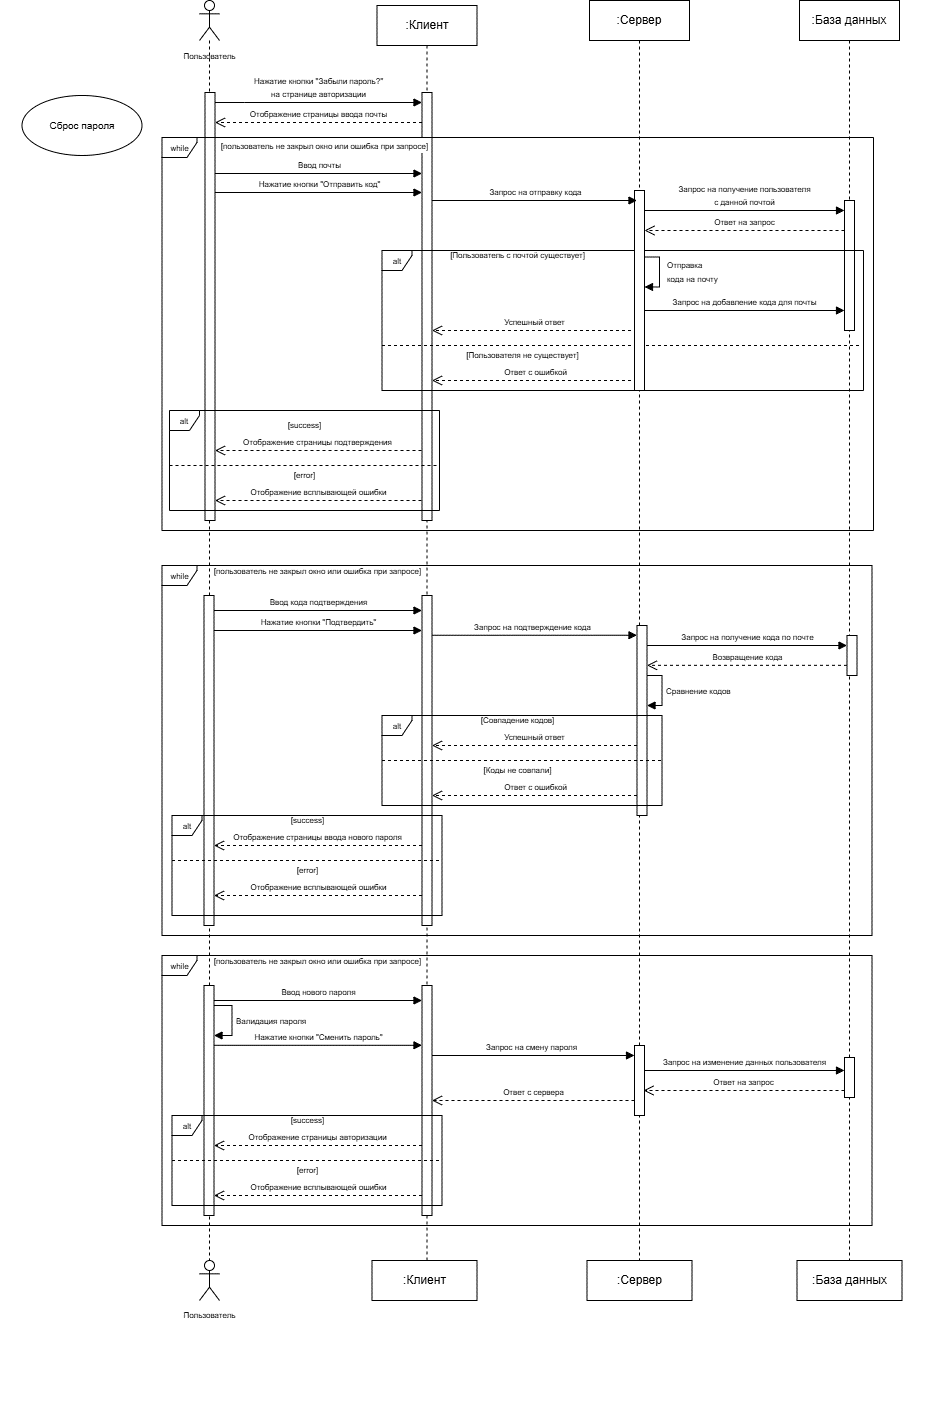 :Клиент
:Сервер
:База данных
Пользователь
Нажатие кнопки "Забыли пароль?"
на странице авторизации
Отображение страницы ввода почты
Сброс пароля
while
[пользователь не закрыл окно или ошибка при запросе]
Ввод почты
Нажатие кнопки "Отправить код"
Запрос на отправку кода
Запрос на получение пользователя
с данной почтой
Ответ на запрос
alt
[Пользователь с почтой существует]
Отправка
кода на почту
Запрос на добавление кода для почты
Успешный ответ
[Пользователя не существует]
Ответ с ошибкой
alt
[success]
Отображение страницы подтверждения
[error]
Отображение всплывающей ошибки
while
[пользователь не закрыл окно или ошибка при запросе]
Ввод кода подтверждения
Нажатие кнопки "Подтвердить"
Запрос на подтверждение кода
Запрос на получение кода по почте
Возвращение кода
Сравнение кодов
alt
[Совпадение кодов]
Успешный ответ
[Коды не совпали]
Ответ с ошибкой
alt
[success]
Отображение страницы ввода нового пароля
[error]
Отображение всплывающей ошибки
while
[пользователь не закрыл окно или ошибка при запросе]
Ввод нового пароля
Валидация пароля
Нажатие кнопки "Сменить пароль"
Запрос на смену пароля
Запрос на изменение данных пользователя
Ответ на запрос
Ответ с сервера
alt
[success]
Отображение страницы авторизации
[error]
Отображение всплывающей ошибки
:Клиент
:Сервер
:База данных
Пользователь